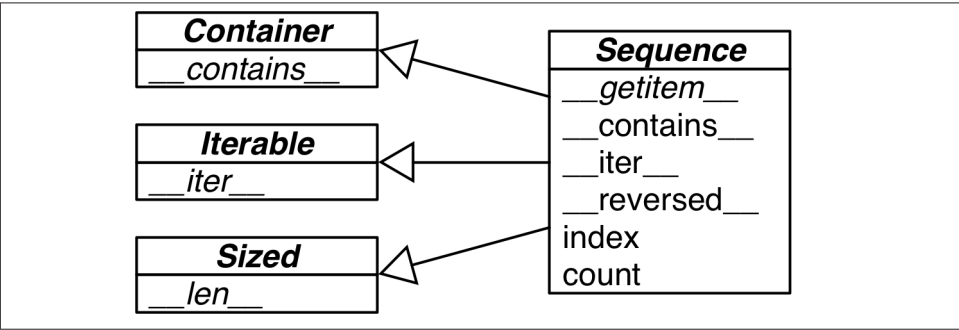 Container
__contains__
Iterable
__iter__
Sized
__len__
Sequence
__getitem__
__contains__
__iter__
__reversed__
index
count